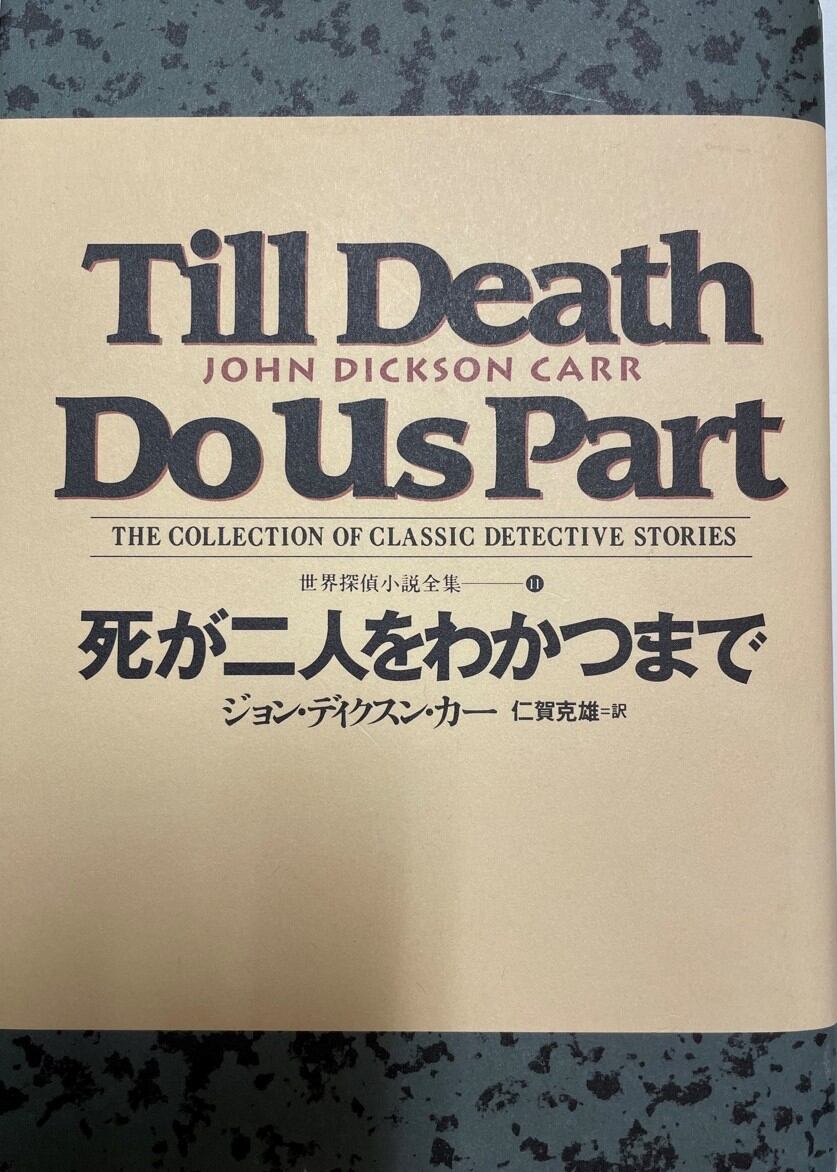 Till Death
JOHN DICKSON CARR
Do Us Part
THE COLLECTION OF CLASSIC DETECTIVE STORIES
世界探偵小説全集——⓫
死が二人をわかつまで
ジョン・ディクスン・カー 仁賀克雄=訳